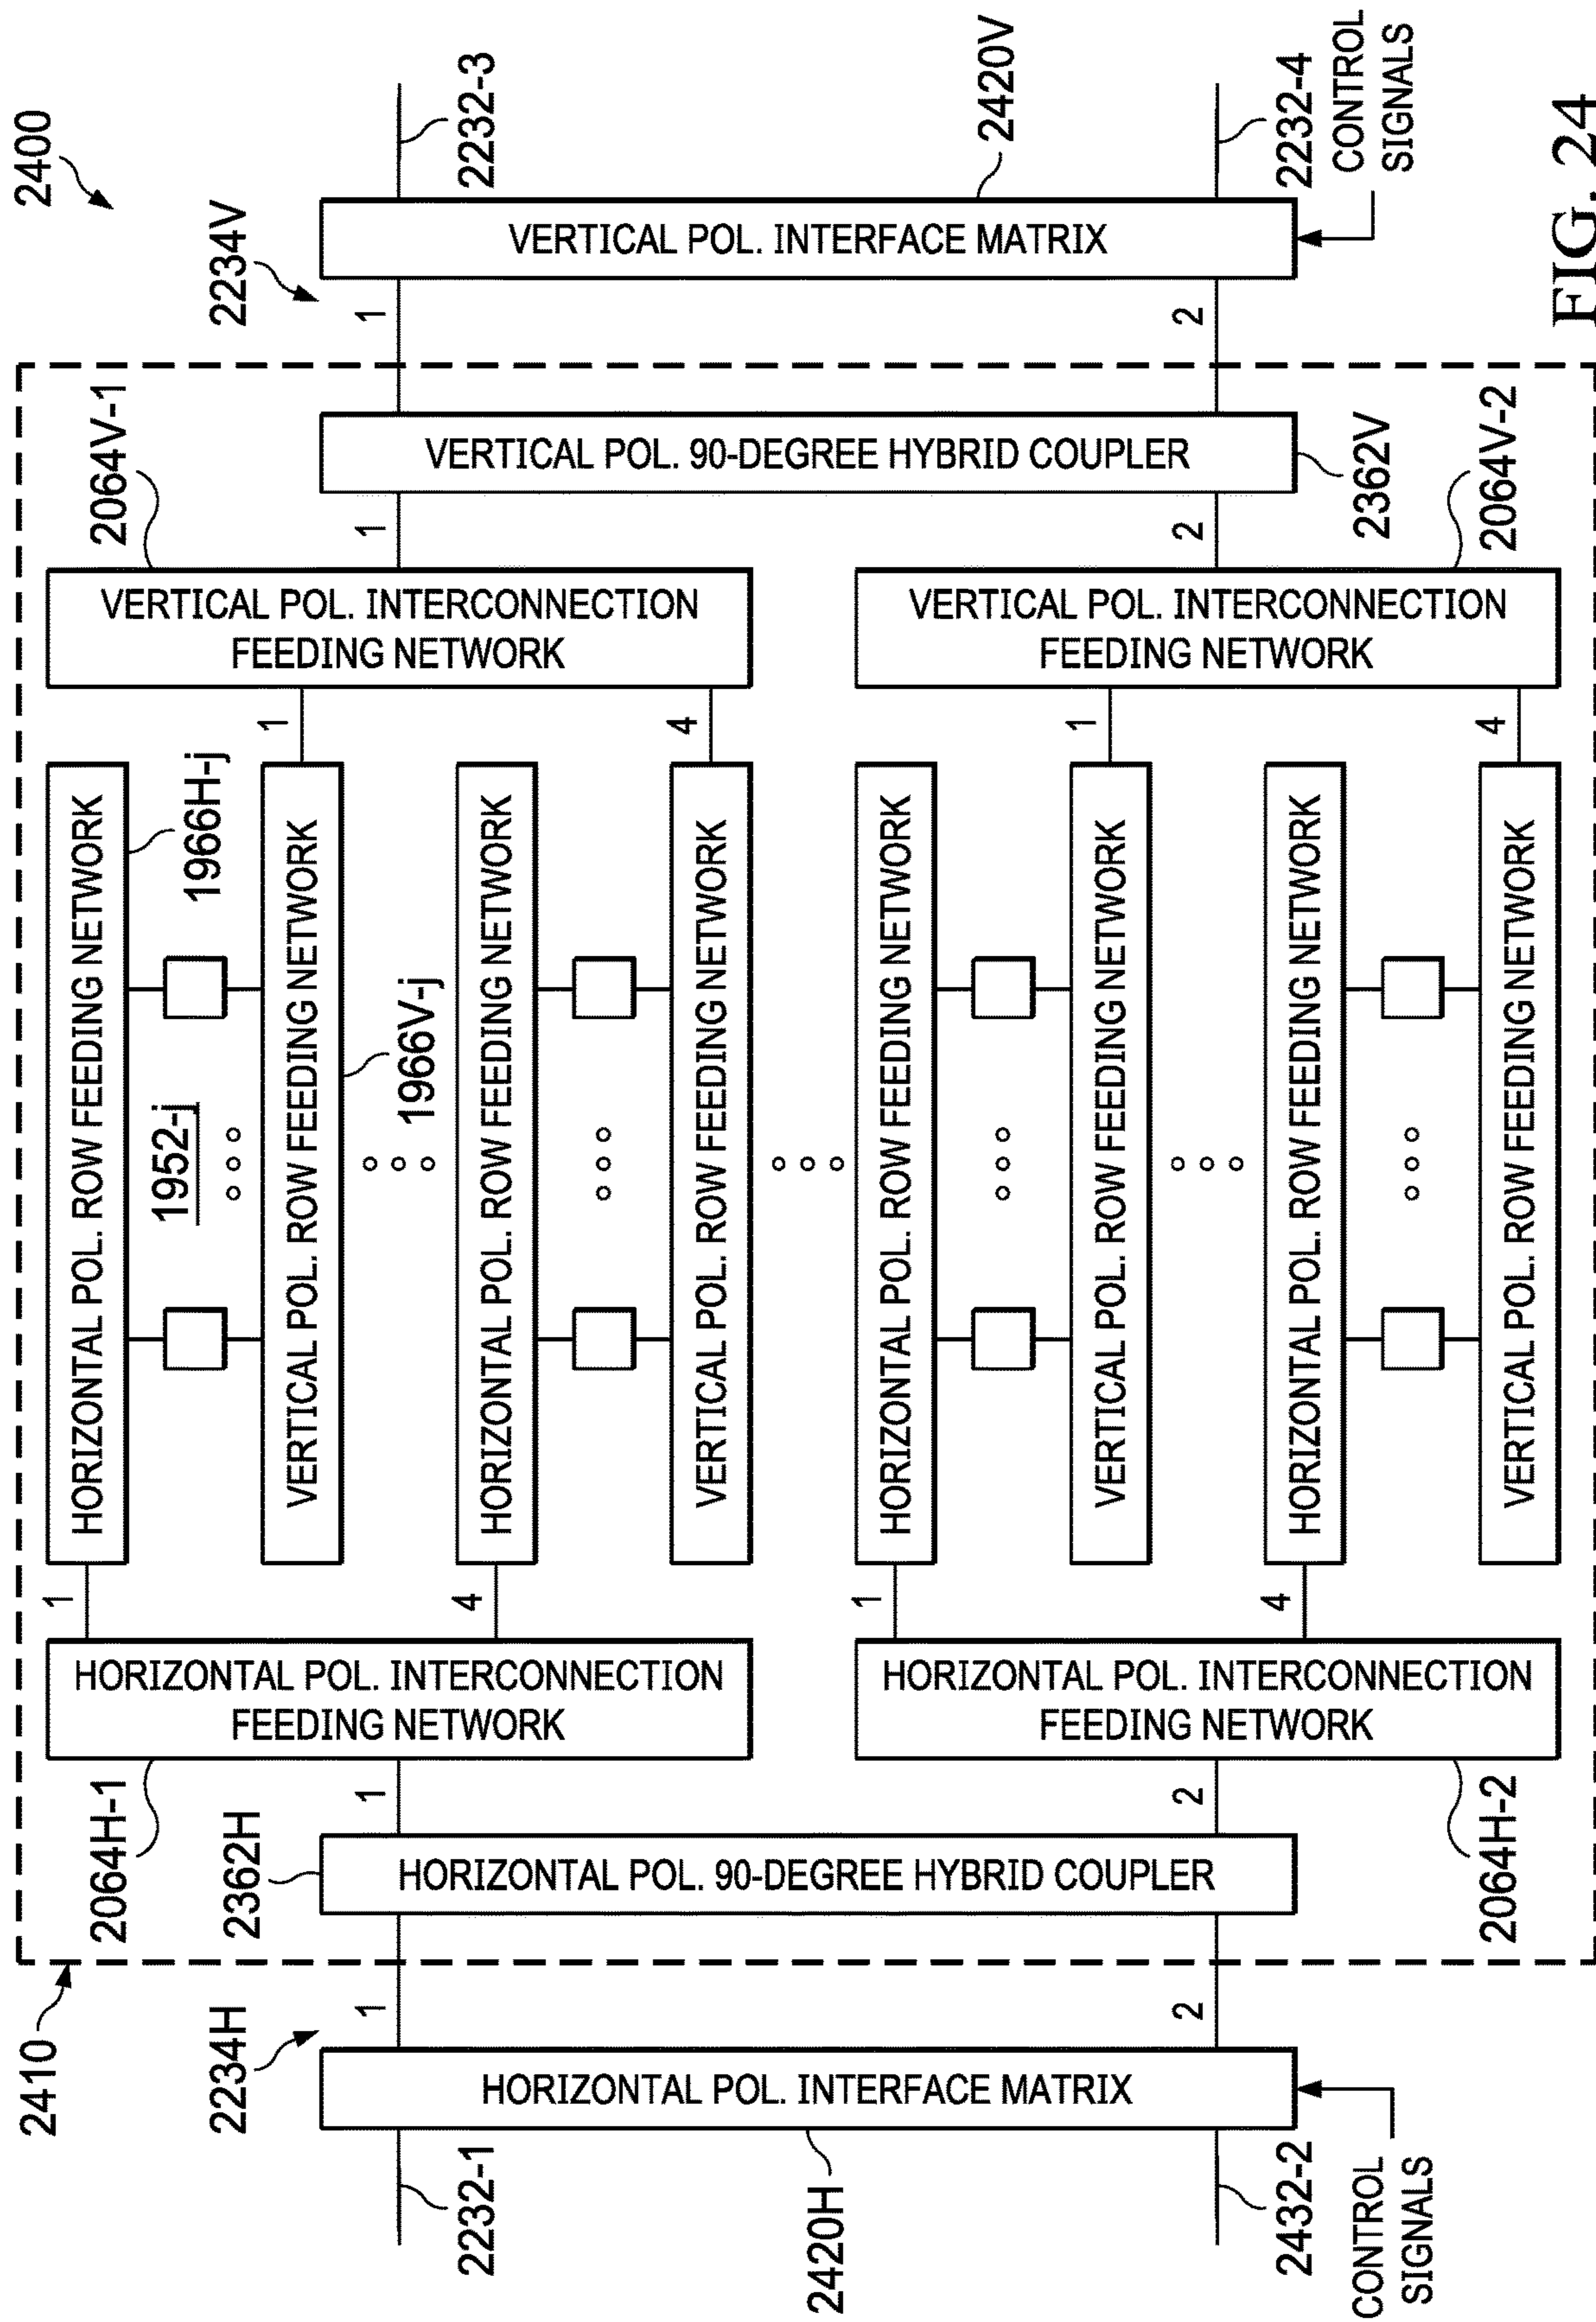 2400
2410
2234H
2234V
2232-1
2420H
2432-2
CONTROL
SIGNALS
HORIZONTAL POL. INTERFACE MATRIX
1
2
2362H
HORIZONTAL POL. 90-DEGREE HYBRID COUPLER
1
2
2064H-1
HORIZONTAL POL. INTERCONNECTION
FEEDING NETWORK
1
4
HORIZONTAL POL. INTERCONNECTION
FEEDING NETWORK
2064H-2
1
4
HORIZONTAL POL. ROW FEEDING NETWORK
1966H-j
1952-j
VERTICAL POL. ROW FEEDING NETWORK
1966V-j
HORIZONTAL POL. ROW FEEDING NETWORK
VERTICAL POL. ROW FEEDING NETWORK
HORIZONTAL POL. ROW FEEDING NETWORK
VERTICAL POL. ROW FEEDING NETWORK
HORIZONTAL POL. ROW FEEDING NETWORK
VERTICAL POL. ROW FEEDING NETWORK
1
4
VERTICAL POL. INTERCONNECTION
FEEDING NETWORK
2064V-1
1
4
VERTICAL POL. INTERCONNECTION
FEEDING NETWORK
2064V-2
1
2
VERTICAL POL. 90-DEGREE HYBRID COUPLER
2362V
1
2
VERTICAL POL. INTERFACE MATRIX
2232-3
2420V
2232-4
CONTROL
SIGNALS
FIG. 24